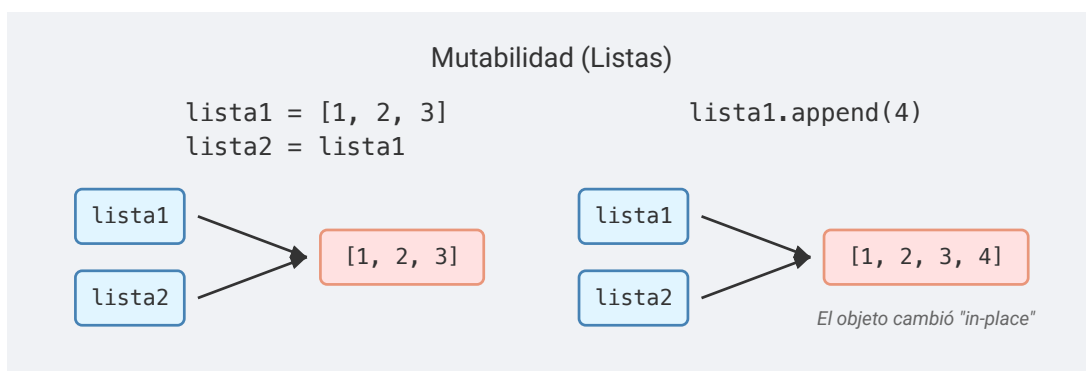 Mutabilidad (Listas)
lista1 = [1, 2, 3]
lista2 = lista1
lista1
lista2
[1, 2, 3]
lista1.append(4)
lista1
lista2
[1, 2, 3, 4]
El objeto cambió "in-place"